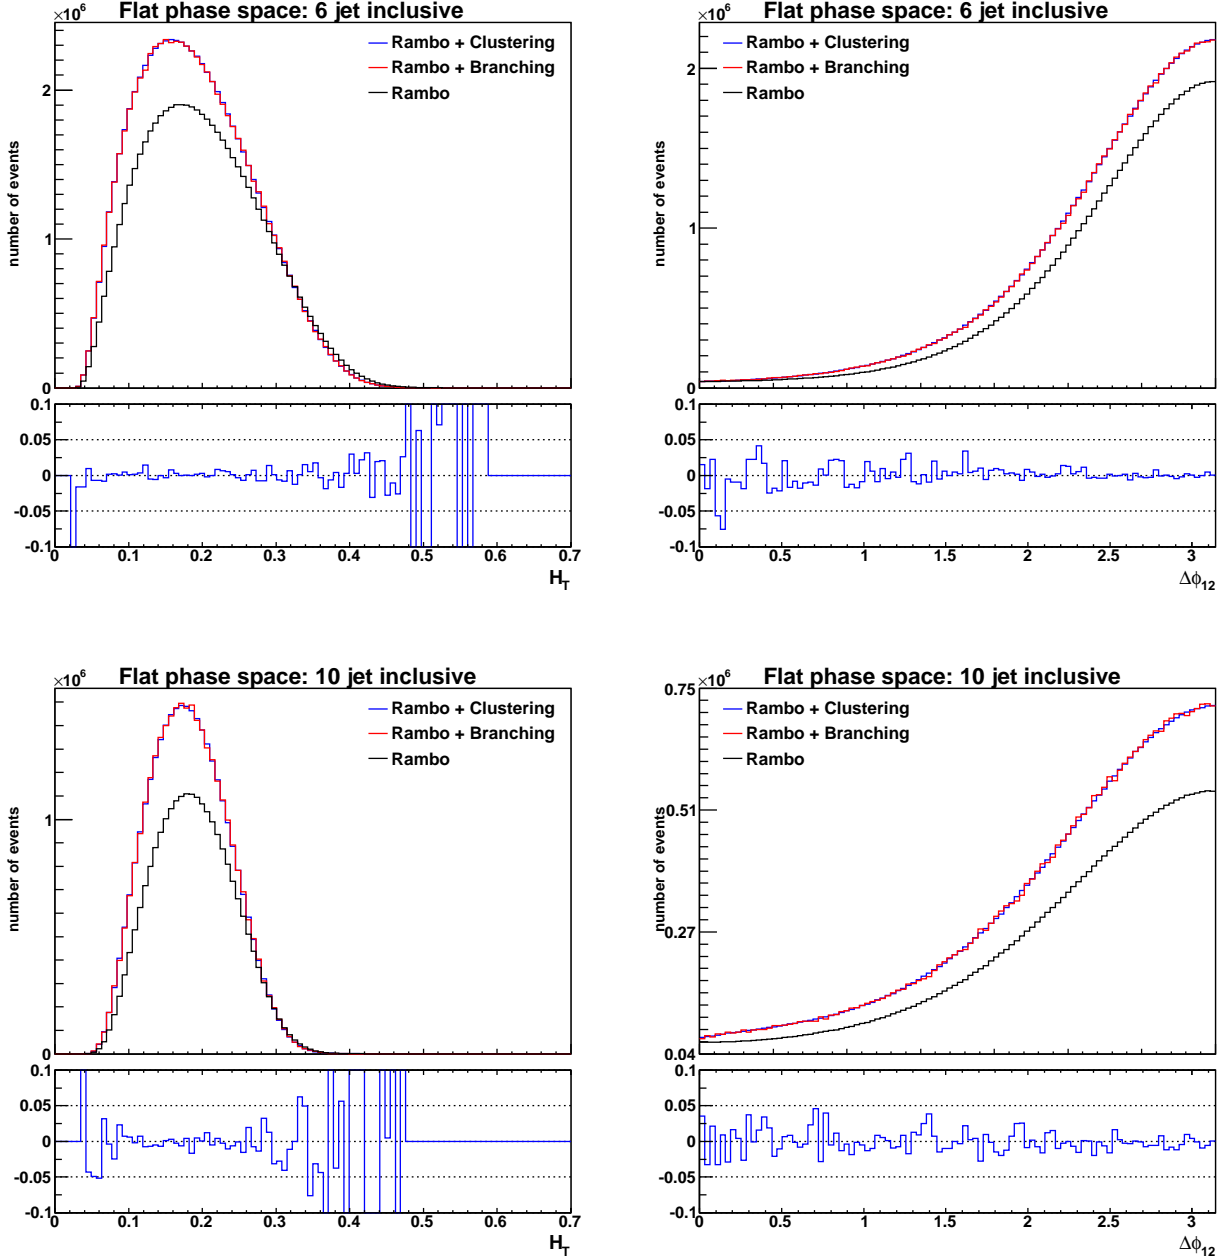 Flat phase space: 6 jet inclusive
×10⁶
Rambo + Clustering
Rambo + Branching
Rambo
number of events
2
1
0
0.1
0.05
0
-0.05
-0.1
0 0.1 0.2 0.3 0.4 0.5 0.6 0.7
H_T
Flat phase space: 6 jet inclusive
×10⁶
Rambo + Clustering
Rambo + Branching
Rambo
number of events
2
1
0
0.1
0.05
0
-0.05
-0.1
0 0.5 1 1.5 2 2.5 3
Δϕ₁₂
Flat phase space: 10 jet inclusive
×10⁶
Rambo + Clustering
Rambo + Branching
Rambo
number of events
1
0
0.1
0.05
0
-0.05
-0.1
0 0.1 0.2 0.3 0.4 0.5 0.6 0.7
H_T
Flat phase space: 10 jet inclusive
×10⁶
Rambo + Clustering
Rambo + Branching
Rambo
number of events
0.75
0.51
0.27
0.04
0.1
0.05
0
-0.05
-0.1
0 0.5 1 1.5 2 2.5 3
Δϕ₁₂